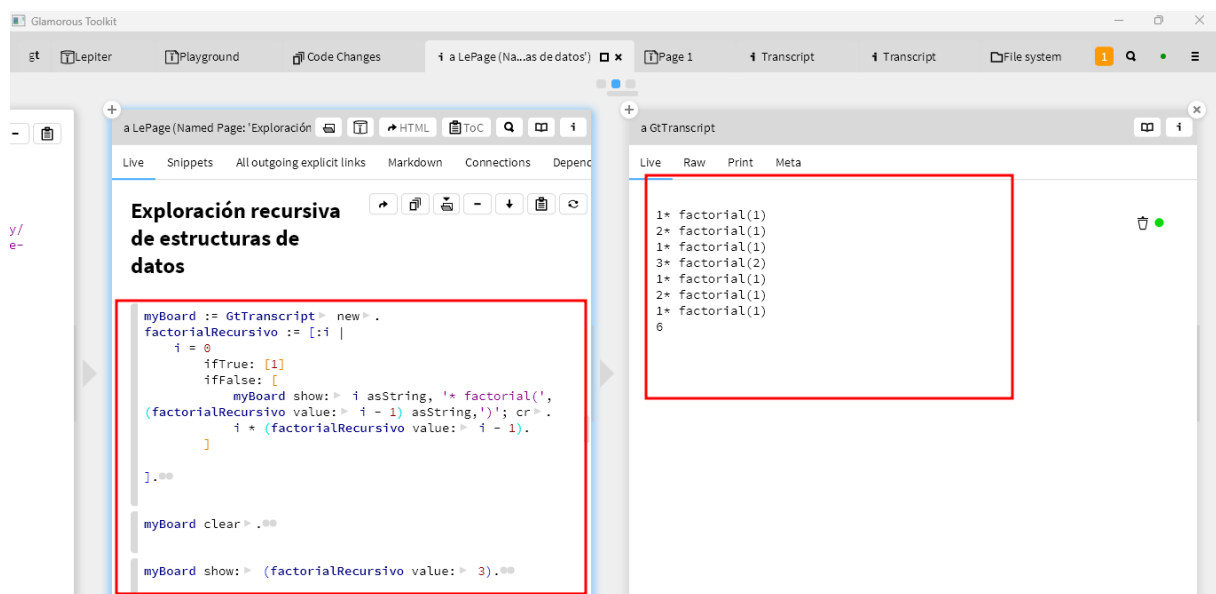 Glamorous Toolkit
gt Lepiter Playground Code Changes a LePage (Na...as de datos') Page 1 Transcript Transcript File system 1
a LePage (Named Page: 'Exploración HTML ToC i
Live Snippets All outgoing explicit links Markdown Connections Depend
Exploración recursiva
de estructuras de
datos
y/
e-
myBoard := GtTranscript new .
factorialRecursivo := [:i |
i = 0
ifTrue: [1]
ifFalse: [
myBoard show: i asString, '* factorial(',
(factorialRecursivo value: i - 1) asString,')'; cr .
i * (factorialRecursivo value: i - 1).
]
].
myBoard clear .
myBoard show: (factorialRecursivo value: 3).
a GtTranscript i
Live Raw Print Meta
1* factorial(1)
2* factorial(1)
1* factorial(1)
3* factorial(2)
1* factorial(1)
2* factorial(1)
1* factorial(1)
6